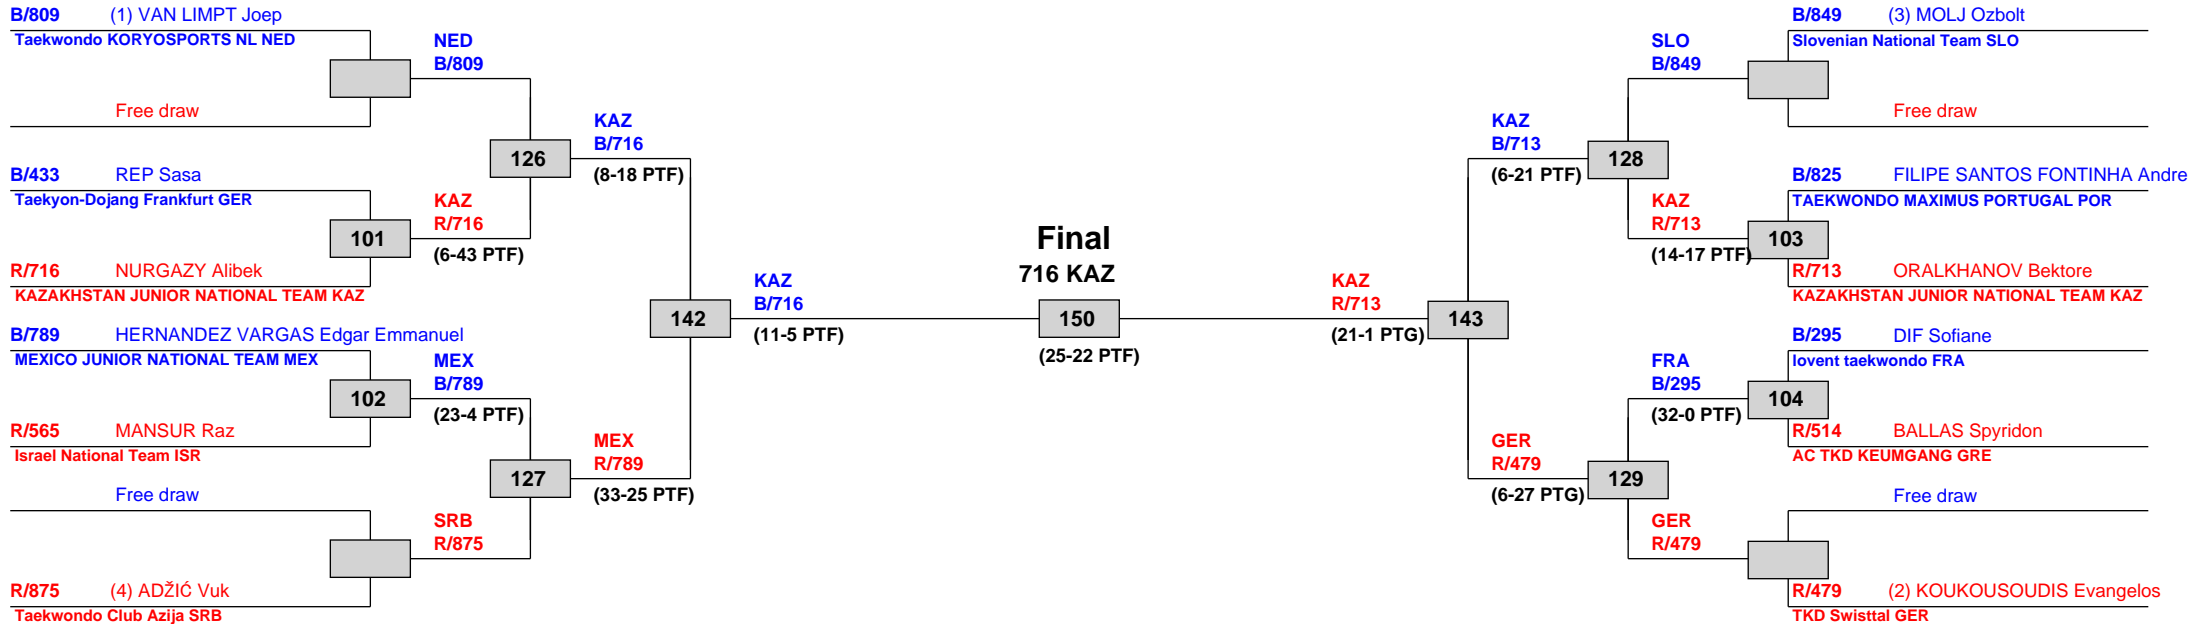 B/809 (1) VAN LIMPT Joep
Taekwondo KORYOSPORTS NL NED
Free draw
B/433 REP Sasa
Taekyon-Dojang Frankfurt GER
R/716 NURGAZY Alibek
KAZAKHSTAN JUNIOR NATIONAL TEAM KAZ
B/789 HERNANDEZ VARGAS Edgar Emmanuel
MEXICO JUNIOR NATIONAL TEAM MEX
R/565 MANSUR Raz
Israel National Team ISR
Free draw
R/875 (4) ADŽIĆ Vuk
Taekwondo Club Azija SRB
101
102
NED
B/809
KAZ
R/716
(6-43 PTF)
MEX
B/789
(23-4 PTF)
SRB
R/875
126
127
KAZ
B/716
(8-18 PTF)
MEX
R/789
(33-25 PTF)
142
KAZ
B/716
(11-5 PTF)
Final
716 KAZ
150
(25-22 PTF)
KAZ
R/713
(21-1 PTG)
143
KAZ
B/713
(6-21 PTF)
GER
R/479
(6-27 PTG)
128
129
SLO
B/849
KAZ
R/713
(14-17 PTF)
FRA
B/295
(32-0 PTF)
GER
R/479
103
104
B/849 (3) MOLJ Ozbolt
Slovenian National Team SLO
Free draw
B/825 FILIPE SANTOS FONTINHA Andre
TAEKWONDO MAXIMUS PORTUGAL POR
R/713 ORALKHANOV Bektore
KAZAKHSTAN JUNIOR NATIONAL TEAM KAZ
B/295 DIF Sofiane
lovent taekwondo FRA
R/514 BALLAS Spyridon
AC TKD KEUMGANG GRE
Free draw
R/479 (2) KOUKOUSOUDIS Evangelos
TKD Swisttal GER